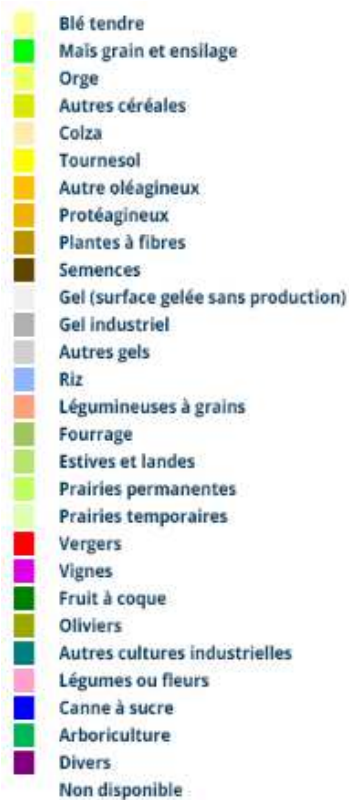 Blé tendre
Maïs grain et ensilage
Orge
Autres céréales
Colza
Tournesol
Autre oléagineux
Protéagineux
Plantes à fibres
Semences
Gel (surface gelée sans production)
Gel industriel
Autres gels
Riz
Légumineuses à grains
Fourrage
Estives et landes
Prairies permanentes
Prairies temporaires
Vergers
Vignes
Fruit à coque
Oliviers
Autres cultures industrielles
Légumes ou fleurs
Canne à sucre
Arboriculture
Divers
Non disponible